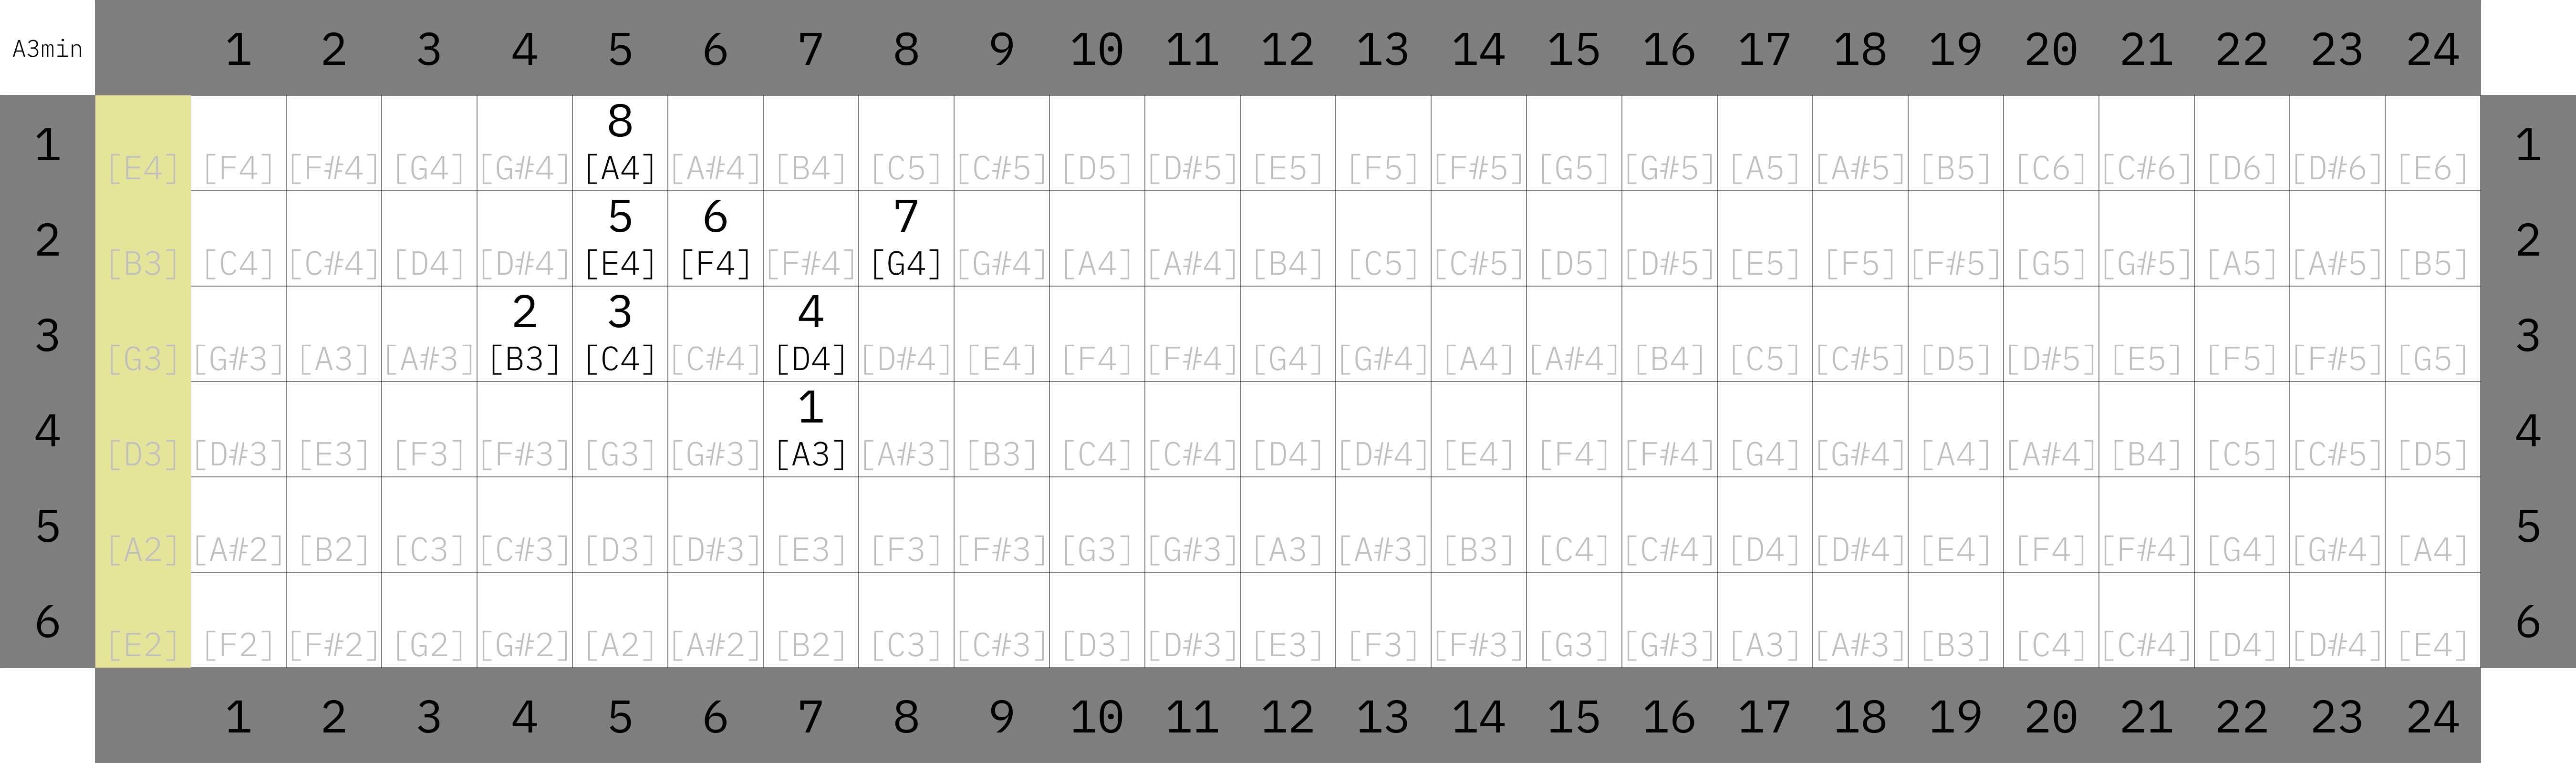 A3min 1 2 3 4 5 6 7 8 9 10 11 12 13 14 15 16 17 18 19 20 21 22 23 24
8
1 [E4] [F4] [F#4] [G4] [G#4] [A4] [A#4] [B4] [C5] [C#5] [D5] [D#5] [E5] [F5] [F#5] [G5] [G#5] [A5] [A#5] [B5] [C6] [C#6] [D6] [D#6] [E6] 1
5 6 7
2 [B3] [C4] [C#4] [D4] [D#4] [E4] [F4] [F#4] [G4] [G#4] [A4] [A#4] [B4] [C5] [C#5] [D5] [D#5] [E5] [F5] [F#5] [G5] [G#5] [A5] [A#5] [B5] 2
2 3 4
3 [G3] [G#3] [A3] [A#3] [B3] [C4] [C#4] [D4] [D#4] [E4] [F4] [F#4] [G4] [G#4] [A4] [A#4] [B4] [C5] [C#5] [D5] [D#5] [E5] [F5] [F#5] [G5] 3
1
4 [D3] [D#3] [E3] [F3] [F#3] [G3] [G#3] [A3] [A#3] [B3] [C4] [C#4] [D4] [D#4] [E4] [F4] [F#4] [G4] [G#4] [A4] [A#4] [B4] [C5] [C#5] [D5] 4
5 [A2] [A#2] [B2] [C3] [C#3] [D3] [D#3] [E3] [F3] [F#3] [G3] [G#3] [A3] [A#3] [B3] [C4] [C#4] [D4] [D#4] [E4] [F4] [F#4] [G4] [G#4] [A4] 5
6 [E2] [F2] [F#2] [G2] [G#2] [A2] [A#2] [B2] [C3] [C#3] [D3] [D#3] [E3] [F3] [F#3] [G3] [G#3] [A3] [A#3] [B3] [C4] [C#4] [D4] [D#4] [E4] 6
1 2 3 4 5 6 7 8 9 10 11 12 13 14 15 16 17 18 19 20 21 22 23 24